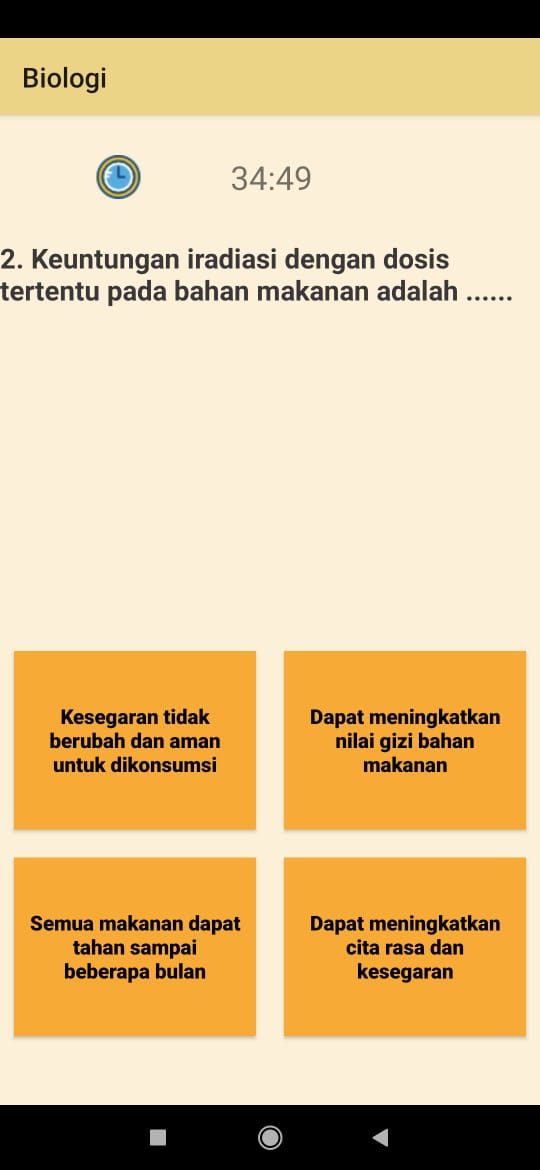 Biologi
34:49
2. Keuntungan iradiasi dengan dosis
tertentu pada bahan makanan adalah ......
Kesegaran tidak
berubah dan aman
untuk dikonsumsi
Dapat meningkatkan
nilai gizi bahan
makanan
Semua makanan dapat
tahan sampai
beberapa bulan
Dapat meningkatkan
cita rasa dan
kesegaran